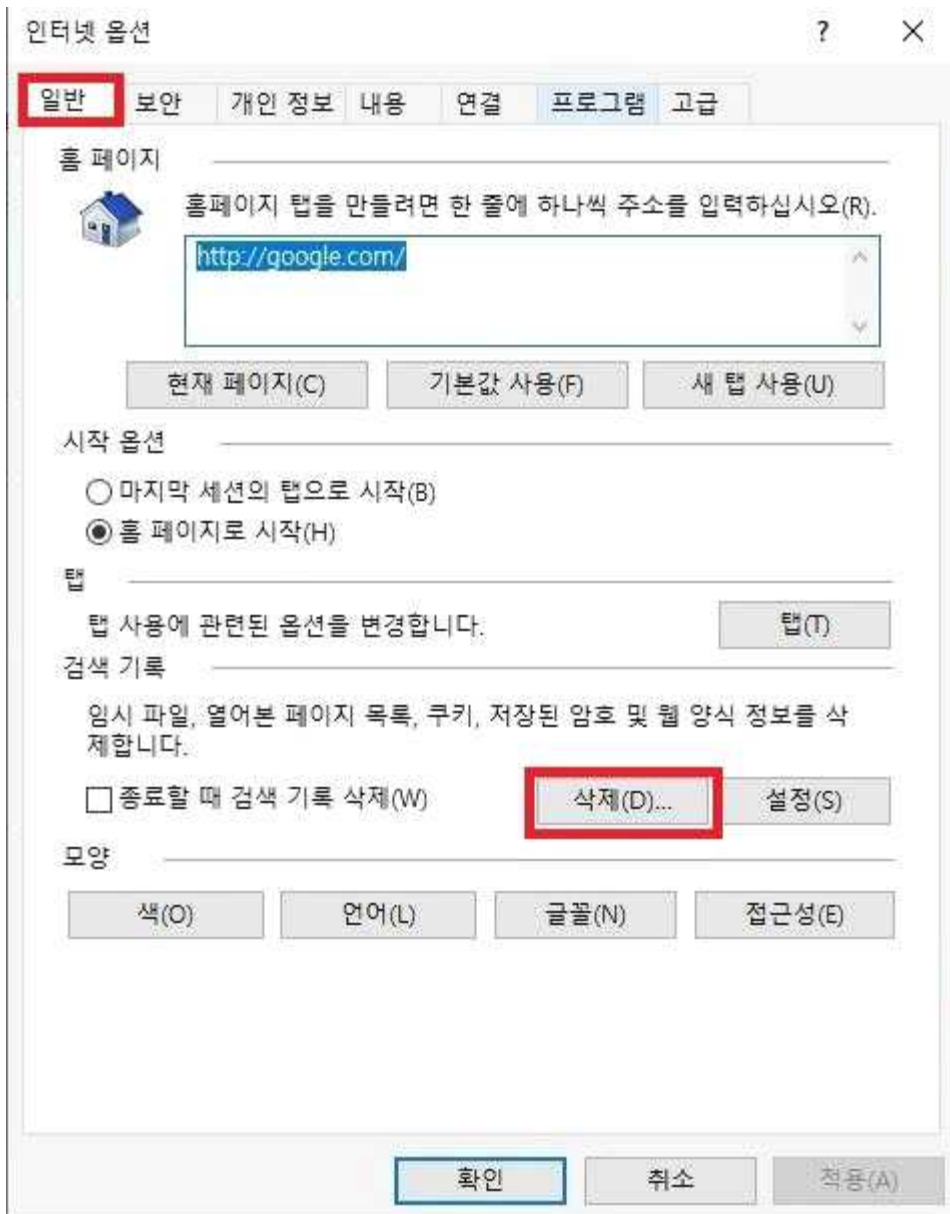 인터넷 옵션 ?
일반 보안 개인 정보 내용 연결 프로그램 고급
홈 페이지
홈페이지 탭을 만들려면 한 줄에 하나씩 주소를 입력하십시오(R).
http://google.com/
현재 페이지(C) 기본값 사용(F) 새 탭 사용(U)
시작 옵션
마지막 세션의 탭으로 시작(B)
홈 페이지로 시작(H)
탭
탭 사용에 관련된 옵션을 변경합니다. 탭(T)
검색 기록
임시 파일, 열어본 페이지 목록, 쿠키, 저장된 암호 및 웹 양식 정보를 삭
제합니다.
종료할 때 검색 기록 삭제(W) 삭제(D)... 설정(S)
모양
색(O) 언어(L) 글꼴(N) 접근성(E)
확인 취소 적용(A)